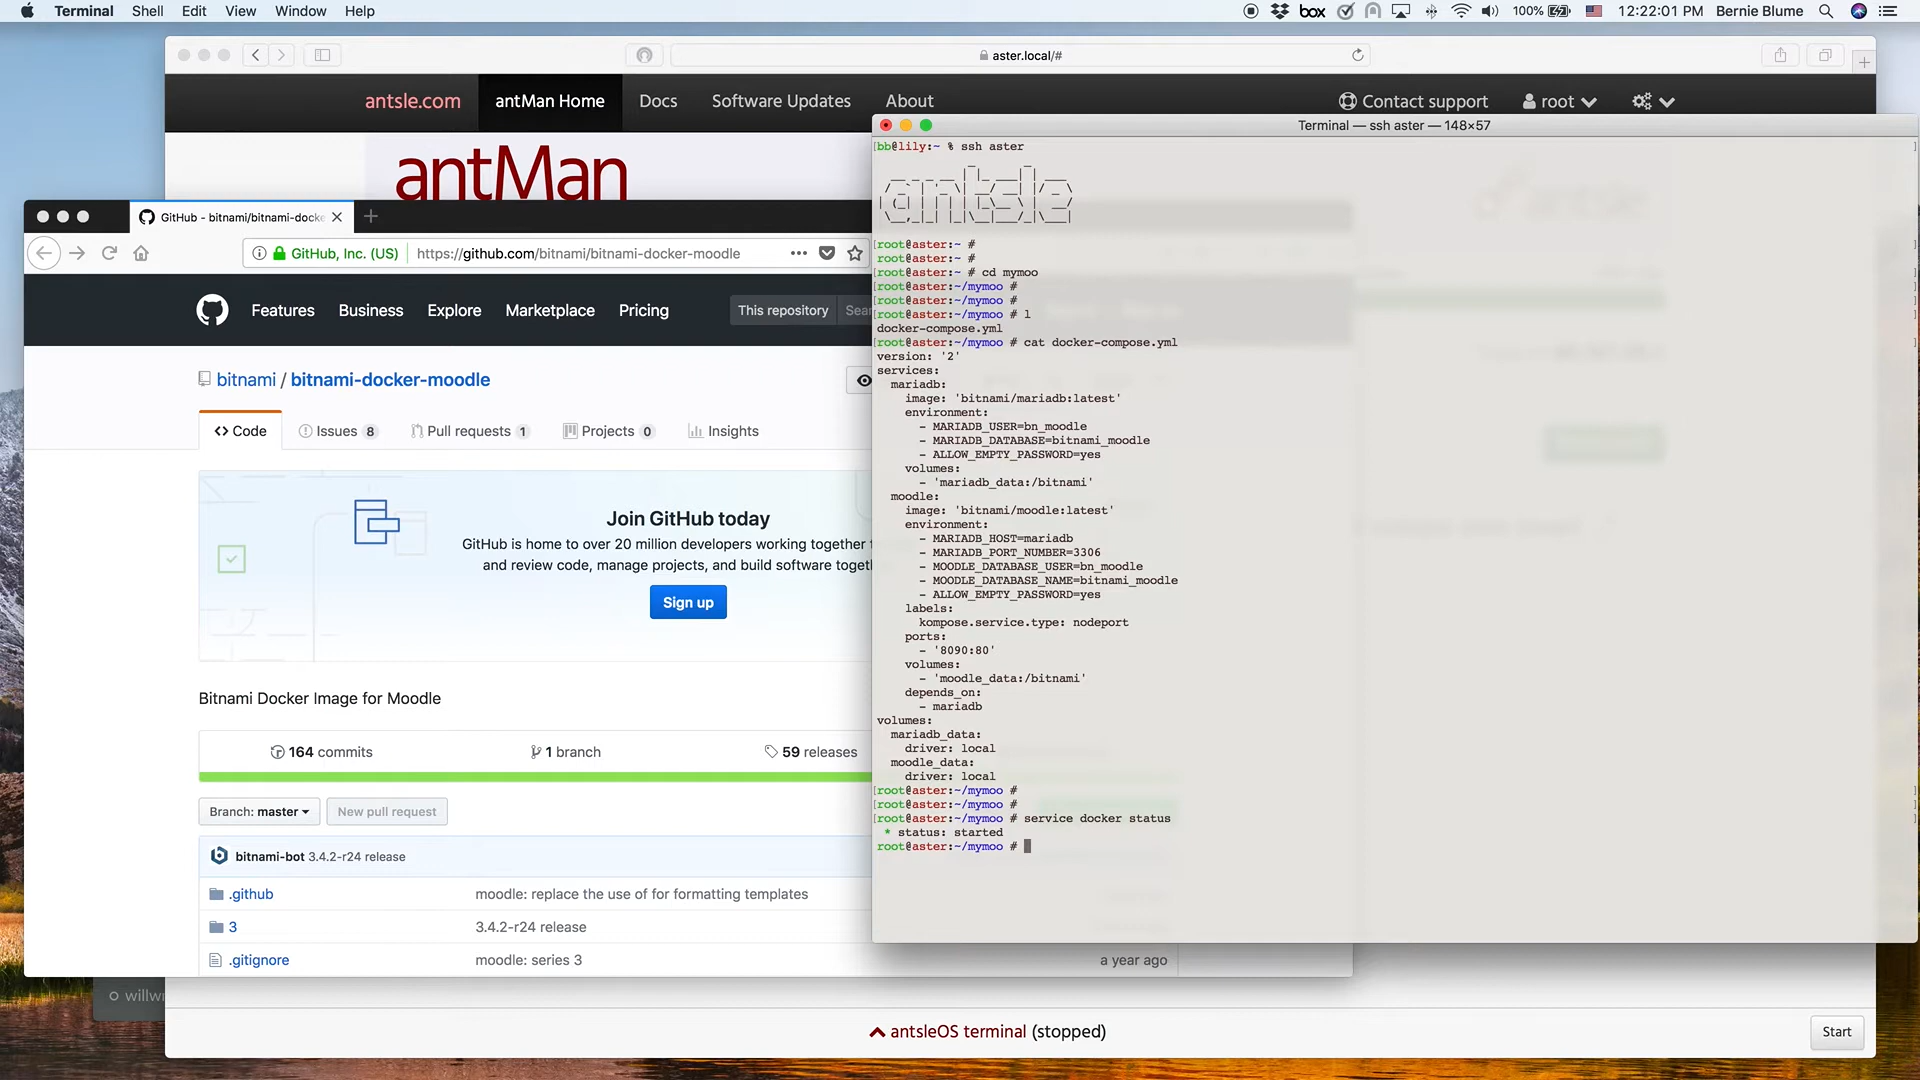 Terminal Shell Edit View Window Help
box 100% 12:22:01 PM Bernie Blume
aster.local/#
antsle.com antMan Home Docs Software Updates About Contact support root
antMan
Terminal — ssh aster — 148×57
[bb@lily:~ % ssh aster
[root@aster:~ #
root@aster:~ #
[root@aster:~ # cd mymoo
[root@aster:~/mymoo #
[root@aster:~/mymoo #
[root@aster:~/mymoo # l
docker-compose.yml
[root@aster:~/mymoo # cat docker-compose.yml
version: '2'
services:
mariadb:
image: 'bitnami/mariadb:latest'
environment:
- MARIADB_USER=bn_moodle
- MARIADB_DATABASE=bitnami_moodle
- ALLOW_EMPTY_PASSWORD=yes
volumes:
- 'mariadb_data:/bitnami'
moodle:
image: 'bitnami/moodle:latest'
environment:
- MARIADB_HOST=mariadb
- MARIADB_PORT_NUMBER=3306
- MOODLE_DATABASE_USER=bn_moodle
- MOODLE_DATABASE_NAME=bitnami_moodle
- ALLOW_EMPTY_PASSWORD=yes
labels:
kompose.service.type: nodeport
ports:
- '8090:80'
volumes:
- 'moodle_data:/bitnami'
depends_on:
- mariadb
volumes:
mariadb_data:
driver: local
moodle_data:
driver: local
[root@aster:~/mymoo #
[root@aster:~/mymoo #
[root@aster:~/mymoo # service docker status
* status: started
root@aster:~/mymoo #
GitHub - bitnami/bitnami-docke
GitHub, Inc. (US) https://github.com/bitnami/bitnami-docker-moodle
Features Business Explore Marketplace Pricing This repository Sear
bitnami / bitnami-docker-moodle
Code Issues 8 Pull requests 1 Projects 0 Insights
Join GitHub today
GitHub is home to over 20 million developers working together t
and review code, manage projects, and build software togeth
Sign up
Bitnami Docker Image for Moodle
164 commits 1 branch 59 releases
Branch: master New pull request
bitnami-bot 3.4.2-r24 release
.github moodle: replace the use of for formatting templates
3 3.4.2-r24 release
.gitignore moodle: series 3 a year ago
willwr
antsleOS terminal (stopped)
Start